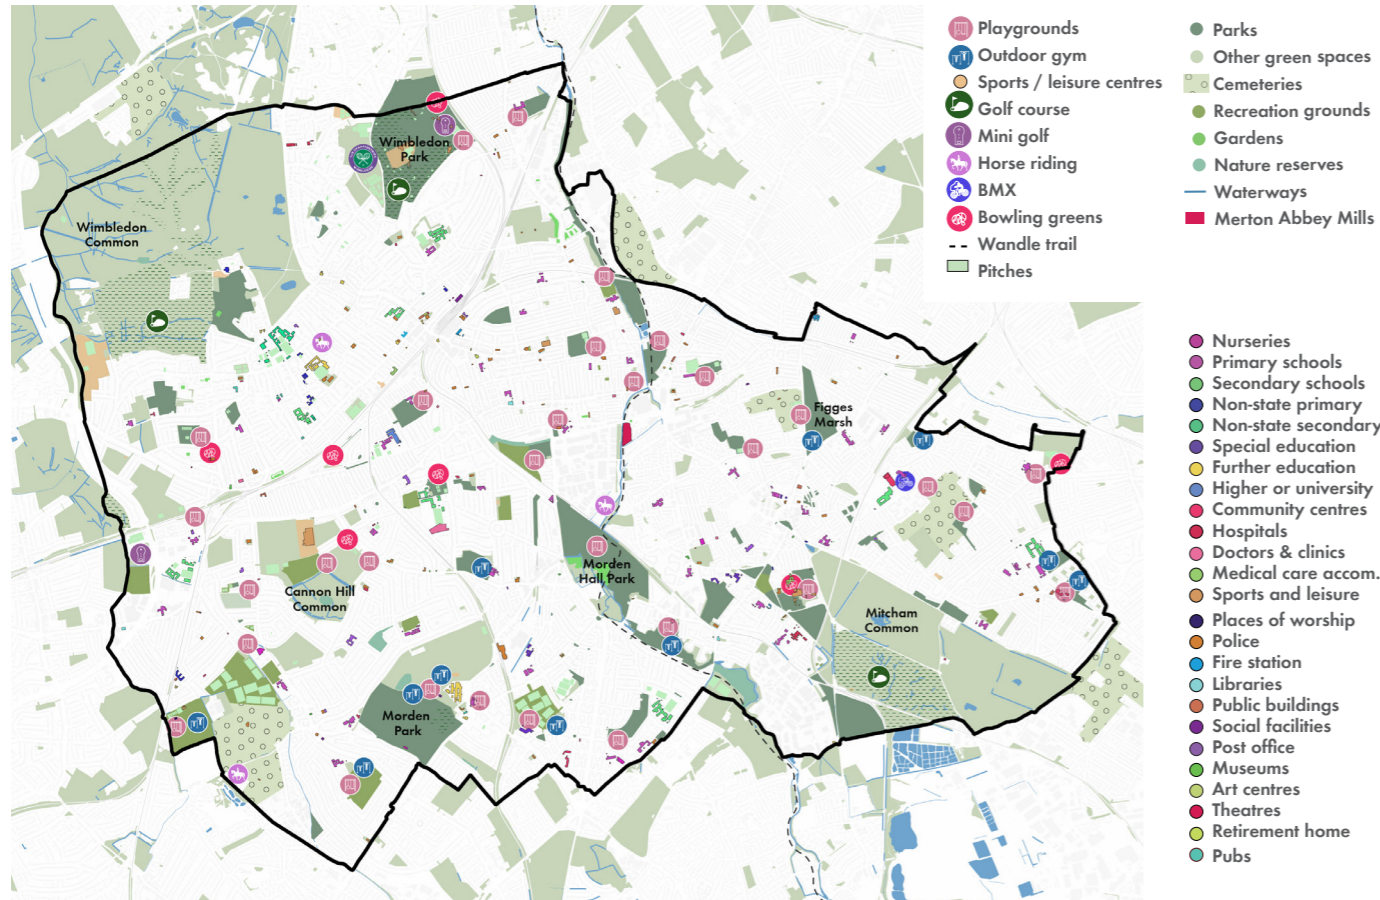 Wimbledon
Park
Wimbledon
Common
Figges
Marsh
Morden
Hall Park
Cannon Hill
Common
Mitcham
Common
Morden
Park
Playgrounds
Outdoor gym
Sports / leisure centres
Golf course
Mini golf
Horse riding
BMX
Bowling greens
Wandle trail
Pitches
Parks
Other green spaces
Cemeteries
Recreation grounds
Gardens
Nature reserves
Waterways
Merton Abbey Mills
Nurseries
Primary schools
Secondary schools
Non-state primary
Non-state secondary
Special education
Further education
Higher or university
Community centres
Hospitals
Doctors & clinics
Medical care accom.
Sports and leisure
Places of worship
Police
Fire station
Libraries
Public buildings
Social facilities
Post office
Museums
Art centres
Theatres
Retirement home
Pubs